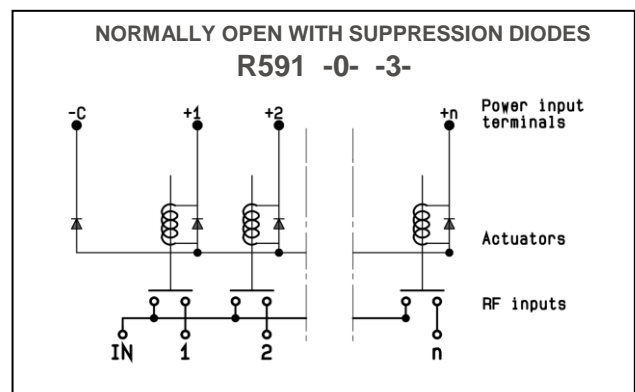 NORMALLY OPEN WITH SUPPRESSION DIODES
R591 -0- -3-
-C +1 +2 +n
Power input
terminals
Actuators
RF inputs
IN 1 2 n